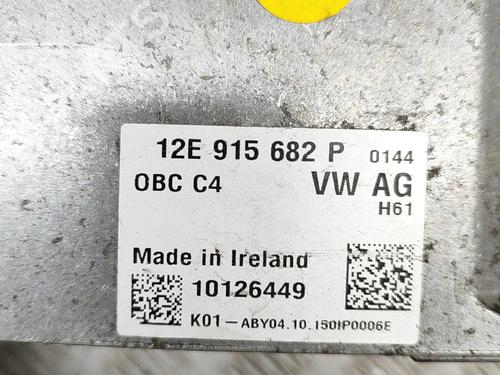 12E 915 682 P 0144
OBC C4 VW AG
H61
Made in Ireland
10126449
K01-ABY04.10.150IP0006E